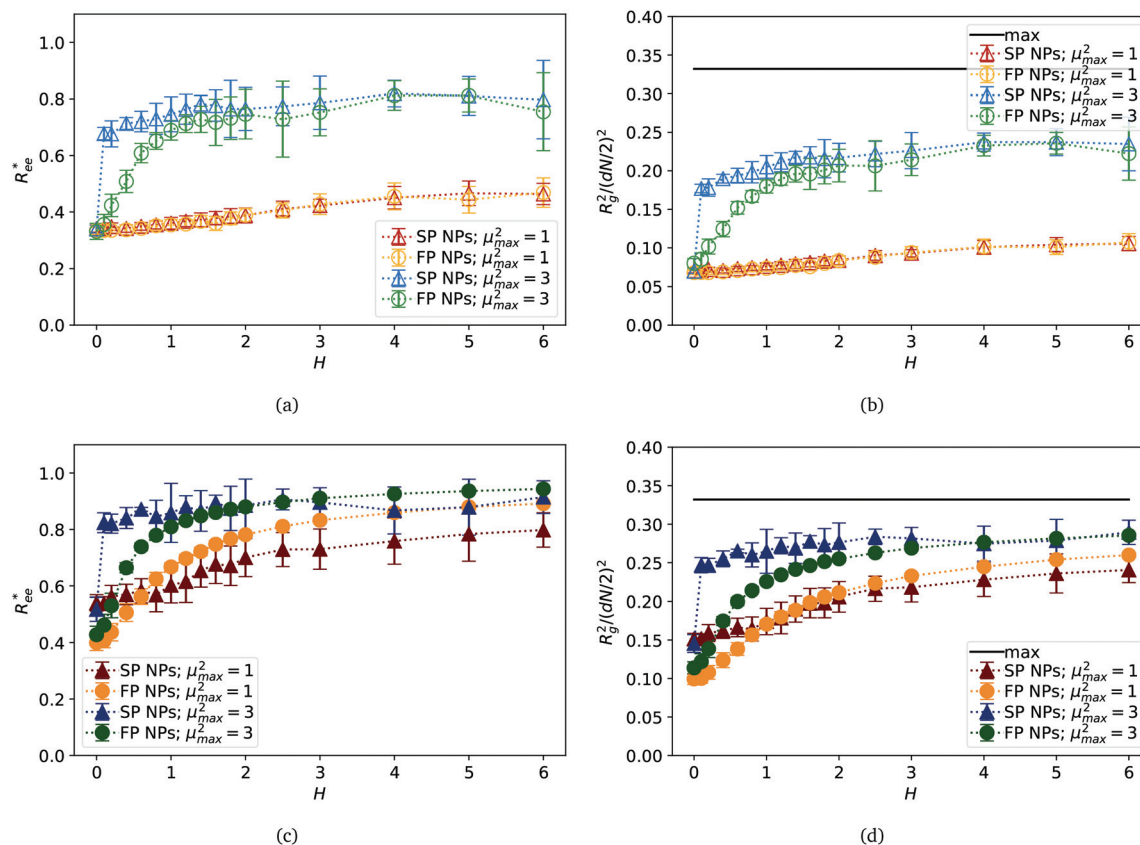 1.0
0.8
0.6
0.4
0.2
0.0
R*ee
SP NPs; μ²max = 1
FP NPs; μ²max = 1
SP NPs; μ²max = 3
FP NPs; μ²max = 3
0 1 2 3 4 5 6
H
(a)
0.40
0.35
0.30
0.25
0.20
0.15
0.10
0.05
0.00
R²g/(dN/2)²
max
SP NPs; μ²max = 1
FP NPs; μ²max = 1
SP NPs; μ²max = 3
FP NPs; μ²max = 3
0 1 2 3 4 5 6
H
(b)
1.0
0.8
0.6
0.4
0.2
0.0
R*ee
SP NPs; μ²max = 1
FP NPs; μ²max = 1
SP NPs; μ²max = 3
FP NPs; μ²max = 3
0 1 2 3 4 5 6
H
(c)
0.40
0.35
0.30
0.25
0.20
0.15
0.10
0.05
0.00
R²g/(dN/2)²
max
SP NPs; μ²max = 1
FP NPs; μ²max = 1
SP NPs; μ²max = 3
FP NPs; μ²max = 3
0 1 2 3 4 5 6
H
(d)